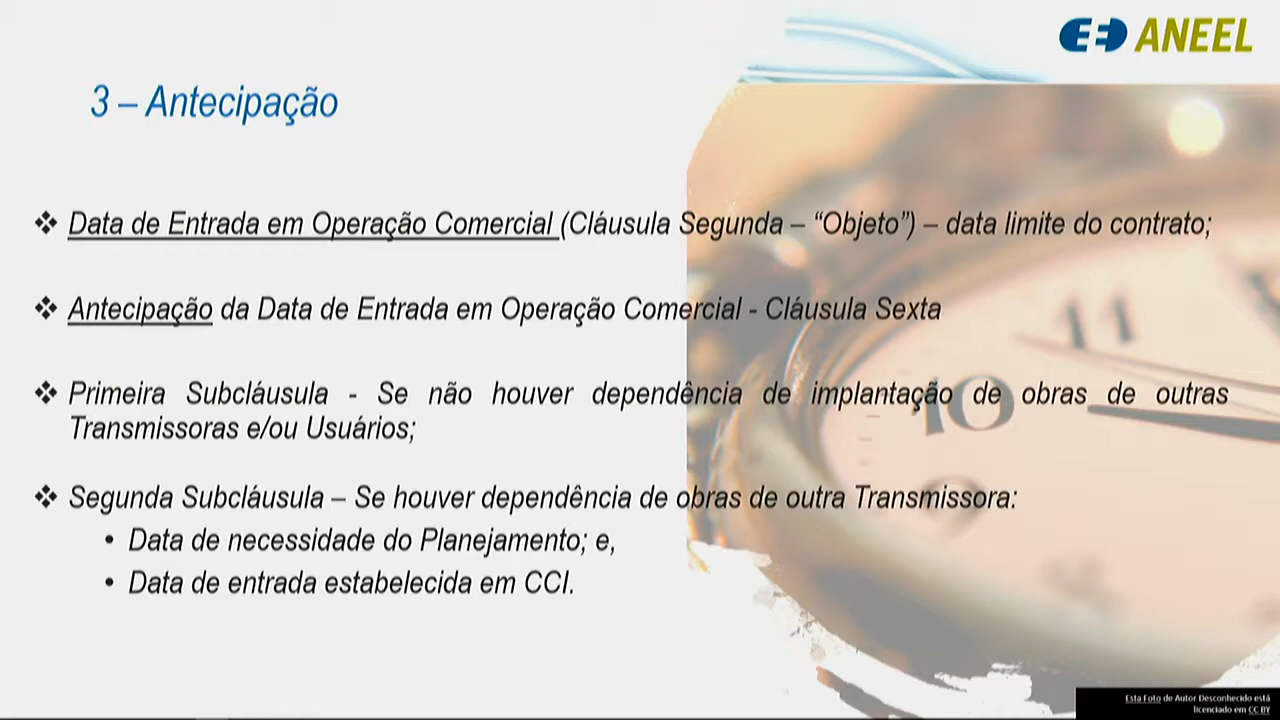 ANEEL
3 – Antecipação
❖ Data de Entrada em Operação Comercial (Cláusula Segunda – “Objeto”) – data limite do contrato;
❖ Antecipação da Data de Entrada em Operação Comercial - Cláusula Sexta
❖ Primeira Subcláusula - Se não houver dependência de implantação de obras de outras
Transmissoras e/ou Usuários;
❖ Segunda Subcláusula – Se houver dependência de obras de outra Transmissora:
• Data de necessidade do Planejamento; e,
• Data de entrada estabelecida em CCI.
11
10
9
Esta Foto de Autor Desconhecido está
licenciado em CC BY